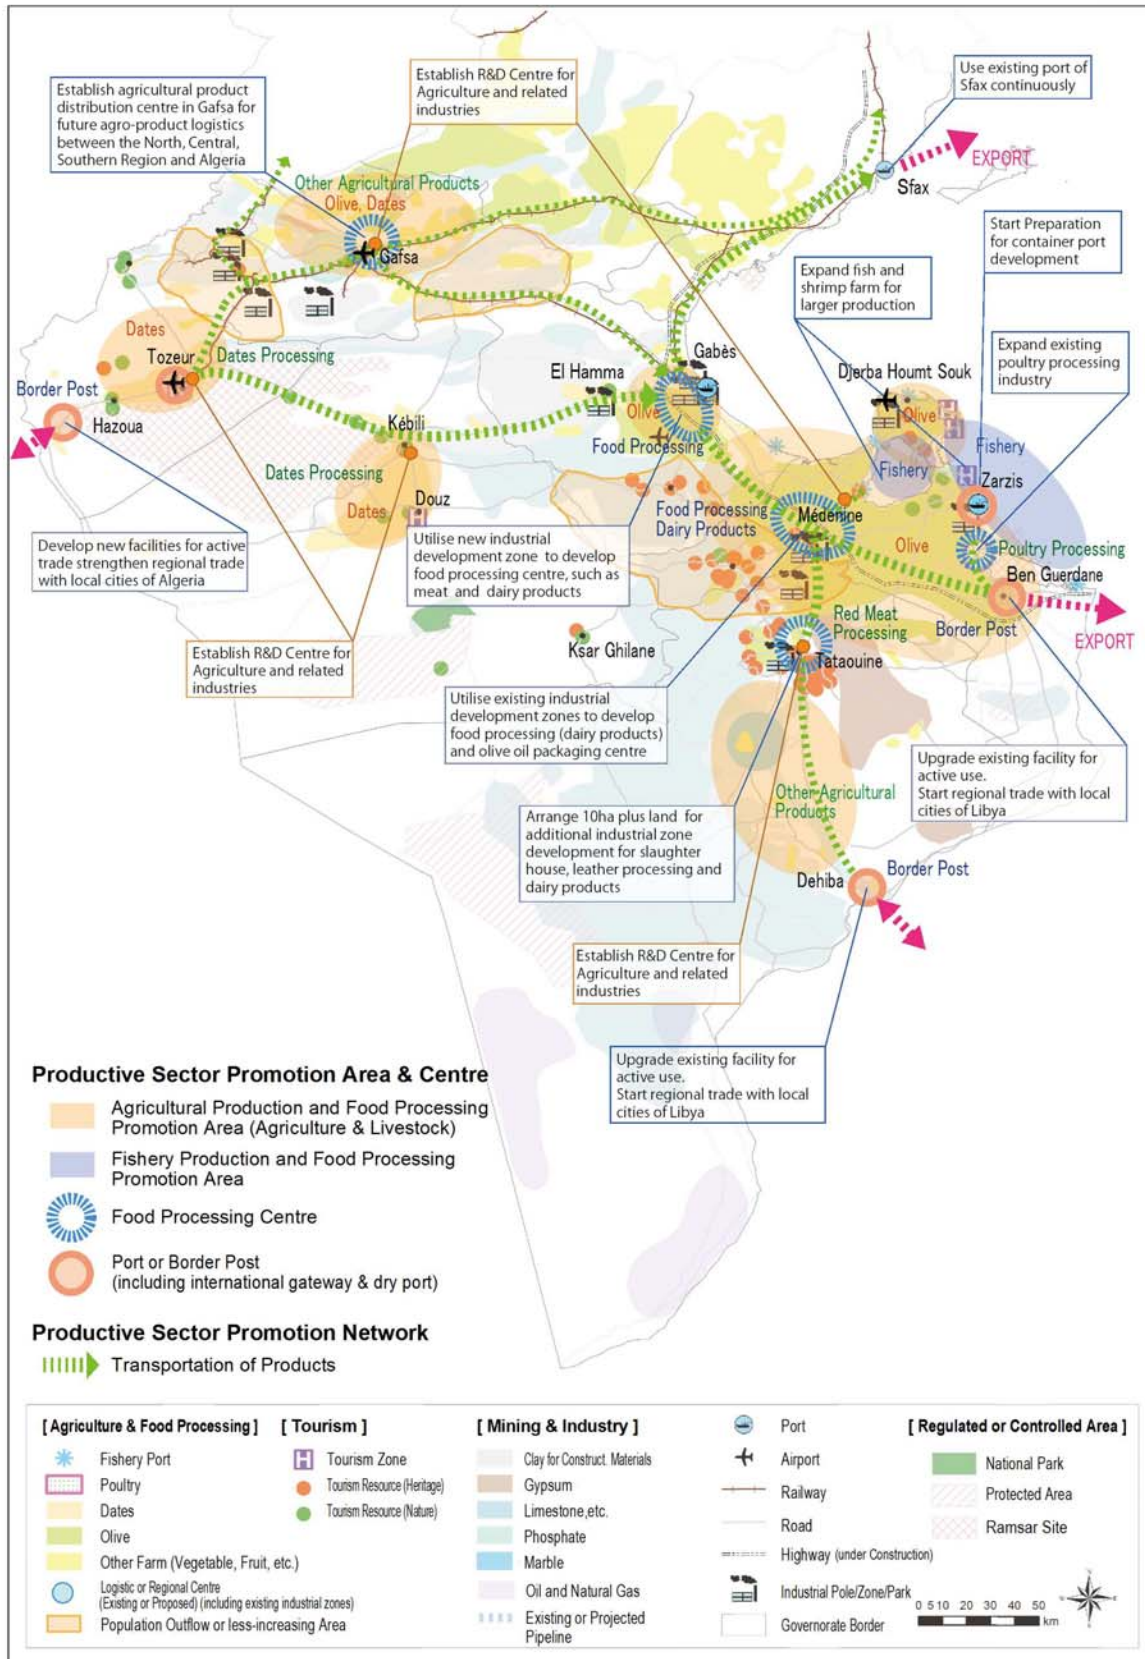 Establish agricultural product
distribution centre in Gafsa for
future agro-product logistics
between the North, Central,
Southern Region and Algeria
Establish R&D Centre for
Agriculture and related
industries
Use existing port of
Sfax continuously
EXPORT
Sfax
Other Agricultural Products
Olive, Dates
Gafsa
Start Preparation
for container port
development
Expand fish and
shrimp farm for
larger production
Expand existing
poultry processing
industry
Dates
Tozeur
Dates Processing
Border Post
Hazoua
El Hamma
Gabès
Olive
Food Processing
Djerba Houmt Souk
Olive
Fishery
Fishery
Zarzis
Kébili
Dates Processing
Dates
Douz
Food Processing
Dairy Products
Médenine
Olive
Poultry Processing
Ben Guerdane
Border Post
EXPORT
Develop new facilities for active
trade strengthen regional trade
with local cities of Algeria
Utilise new industrial
development zone to develop
food processing centre, such as
meat and dairy products
Red Meat
Processing
Ksar Ghilane
Tataouine
Establish R&D Centre for
Agriculture and related
industries
Utilise existing industrial
development zones to develop
food processing (dairy products)
and olive oil packaging centre
Upgrade existing facility for
active use.
Start regional trade with local
cities of Libya
Other Agricultural
Products
Arrange 10ha plus land for
additional industrial zone
development for slaughter
house, leather processing and
dairy products
Dehiba
Border Post
Establish R&D Centre for
Agriculture and related
industries
Upgrade existing facility for
active use.
Start regional trade with local
cities of Libya
Productive Sector Promotion Area & Centre
Agricultural Production and Food Processing
Promotion Area (Agriculture & Livestock)
Fishery Production and Food Processing
Promotion Area
Food Processing Centre
Port or Border Post
(including international gateway & dry port)
Productive Sector Promotion Network
Transportation of Products
[ Agriculture & Food Processing ]
Fishery Port
Poultry
Dates
Olive
Other Farm (Vegetable, Fruit, etc.)
Logistic or Regional Centre
(Existing or Proposed) (including existing industrial zones)
Population Outflow or less-increasing Area
[ Tourism ]
H Tourism Zone
Tourism Resource (Heritage)
Tourism Resource (Nature)
[ Mining & Industry ]
Clay for Construct. Materials
Gypsum
Limestone,etc.
Phosphate
Marble
Oil and Natural Gas
Existing or Projected
Pipeline
Port
Airport
Railway
Road
Highway (under Construction)
Industrial Pole/Zone/Park
Governorate Border
[ Regulated or Controlled Area ]
National Park
Protected Area
Ramsar Site
0 5 10 20 30 40 50
km